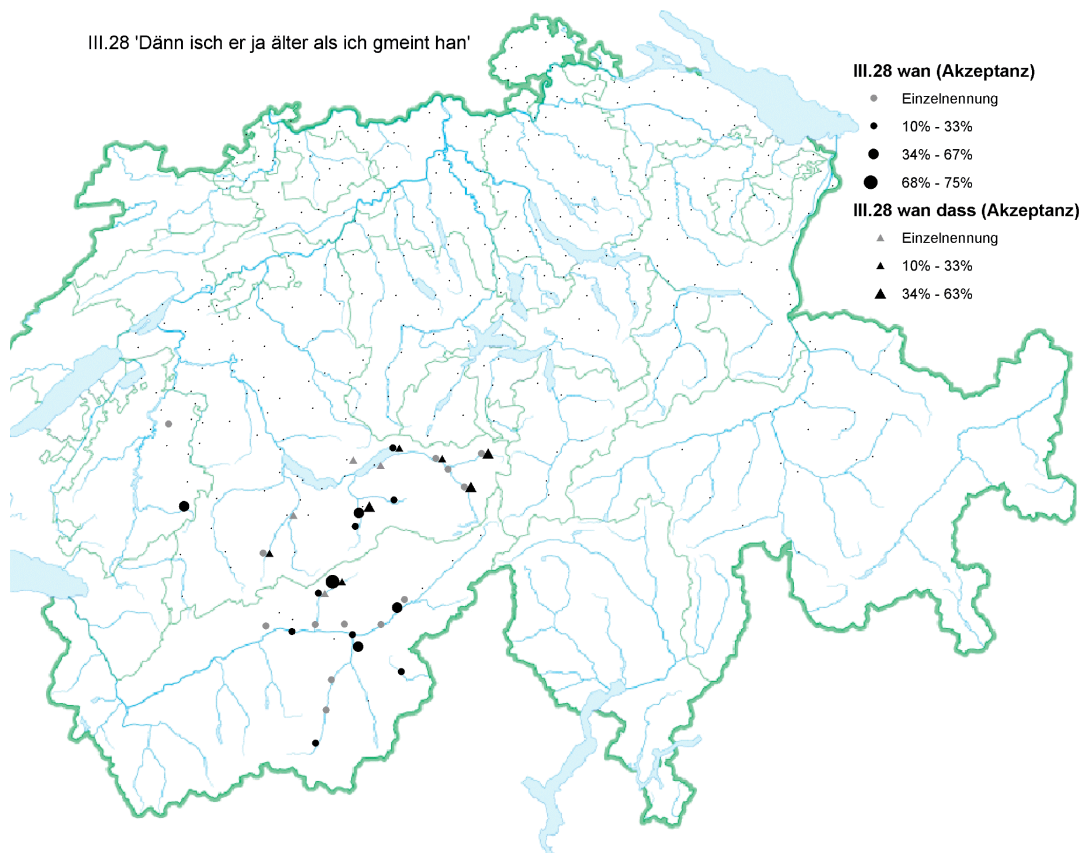 III.28 'Dänn isch er ja älter als ich gmeint han'
III.28 wan (Akzeptanz)
Einzelnennung
10% - 33%
34% - 67%
68% - 75%
III.28 wan dass (Akzeptanz)
Einzelnennung
10% - 33%
34% - 63%